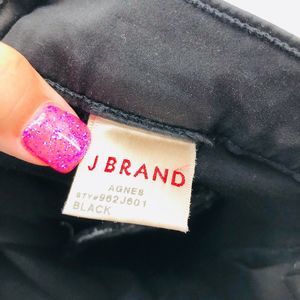 J BRAND
AGNES
STY#962J601
BLACK